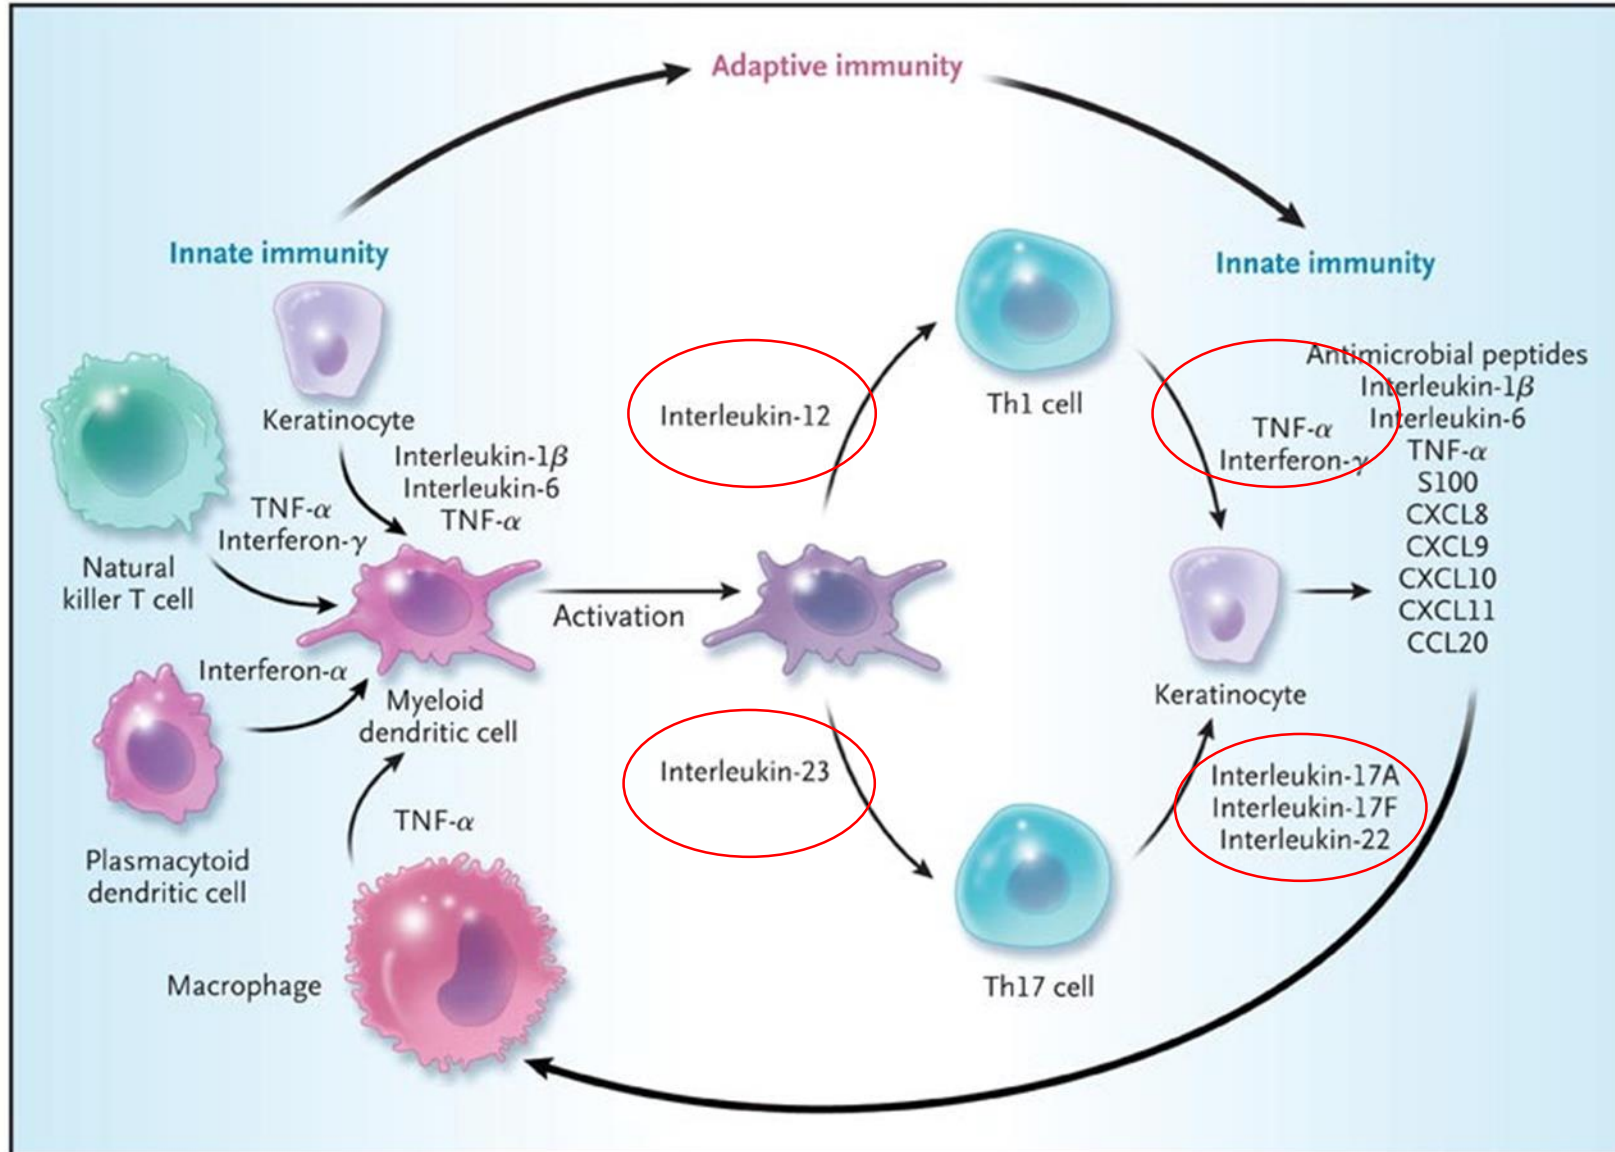 Adaptive immunity
Innate immunity
Innate immunity
Keratinocyte
Interleukin-1β
Interleukin-6
TNF-α
TNF-α
Interferon-γ
Natural
killer T cell
Interferon-α
Myeloid
dendritic cell
Plasmacytoid
dendritic cell
TNF-α
Macrophage
Activation
Interleukin-12
Interleukin-23
Th1 cell
Th17 cell
TNF-α
Interferon-γ
Keratinocyte
Interleukin-17A
Interleukin-17F
Interleukin-22
Antimicrobial peptides
Interleukin-1β
Interleukin-6
TNF-α
S100
CXCL8
CXCL9
CXCL10
CXCL11
CCL20